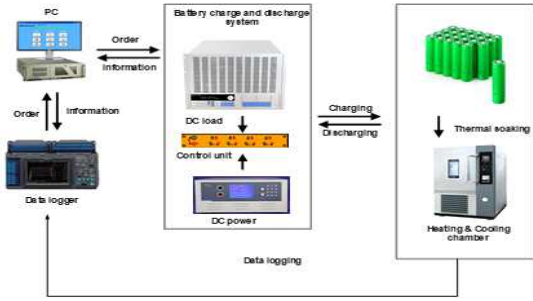 PC
Battery charge and discharge
system
Order
Information
Order
Information
Data logger
DC load
Control unit
DC power
Charging
Discharging
Thermal soaking
Heating & Cooling
chamber
Data logging